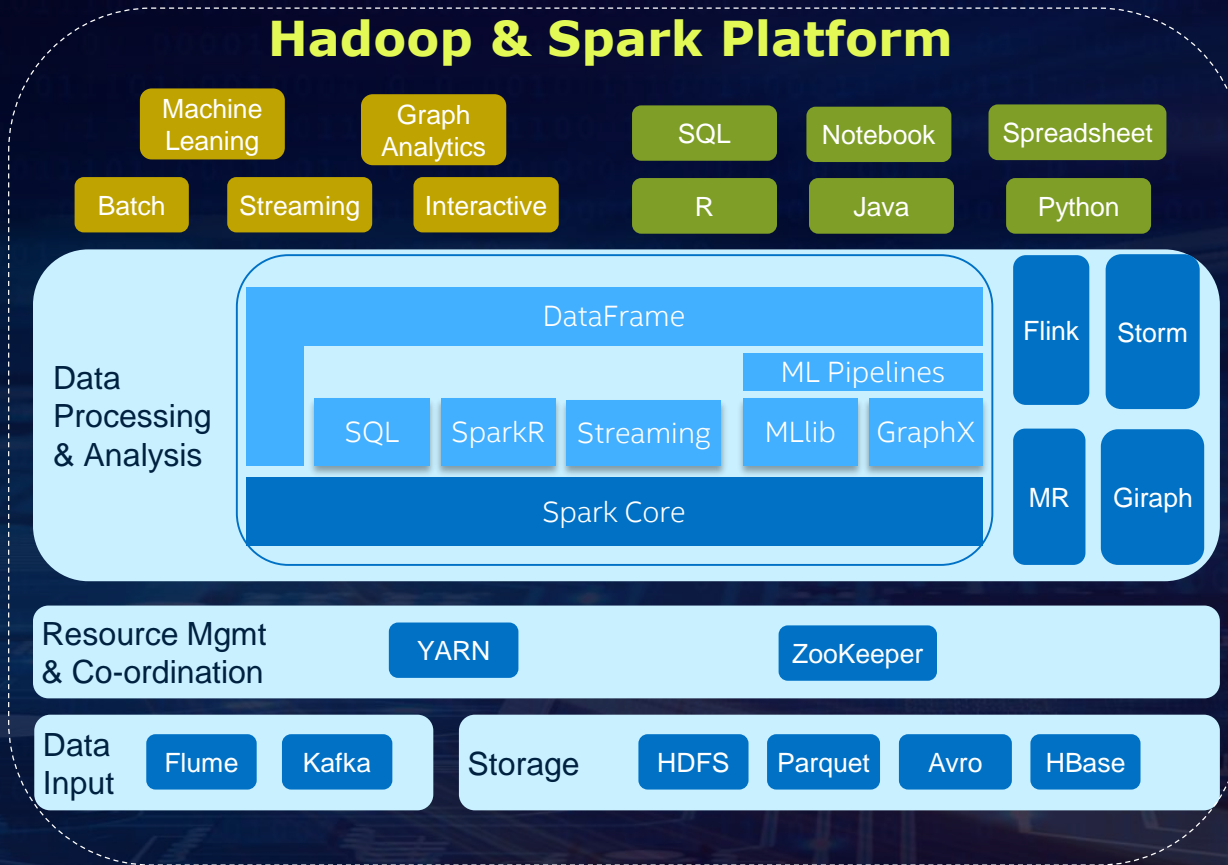 Hadoop & Spark Platform
Machine
Leaning
Graph
Analytics
SQL
Notebook
Spreadsheet
Batch
Streaming
Interactive
R
Java
Python
Data
Processing
& Analysis
DataFrame
ML Pipelines
SQL
SparkR
Streaming
MLlib
GraphX
Spark Core
Flink
Storm
MR
Giraph
Resource Mgmt
& Co-ordination
YARN
ZooKeeper
Data
Input
Flume
Kafka
Storage
HDFS
Parquet
Avro
HBase